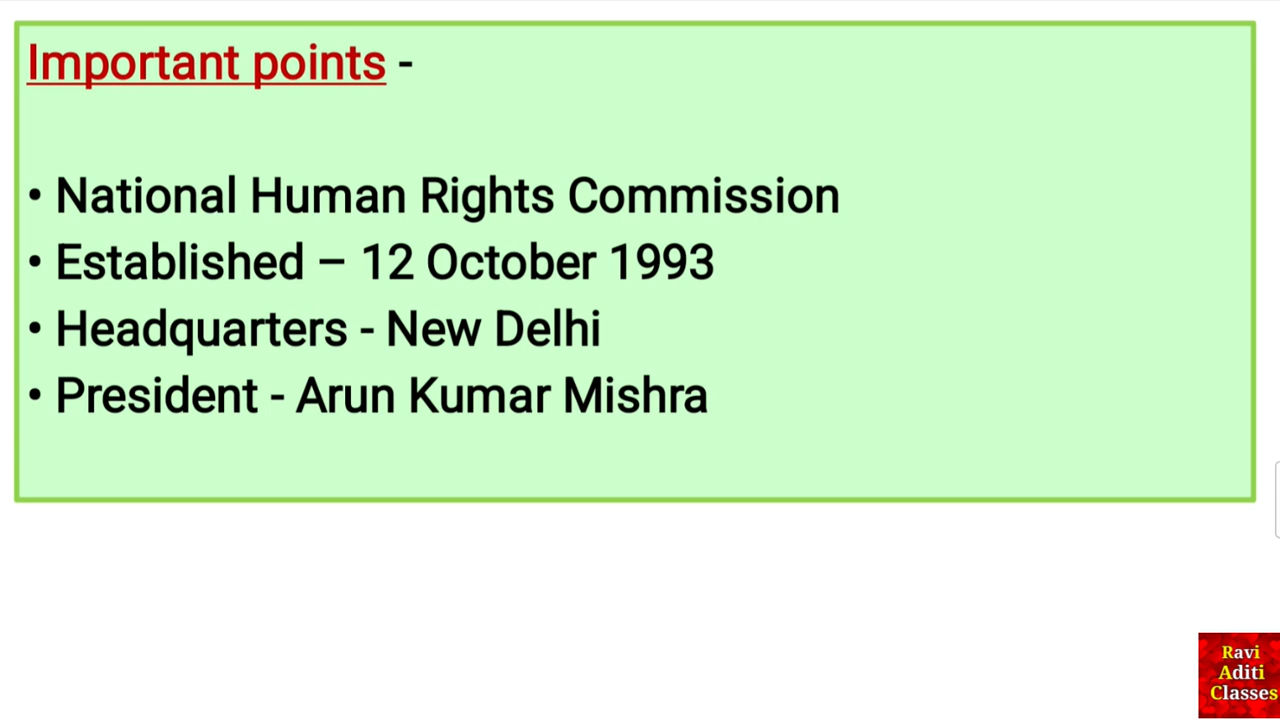 Important points -
• National Human Rights Commission
• Established – 12 October 1993
• Headquarters - New Delhi
• President - Arun Kumar Mishra
Ravi
Aditi
Classes